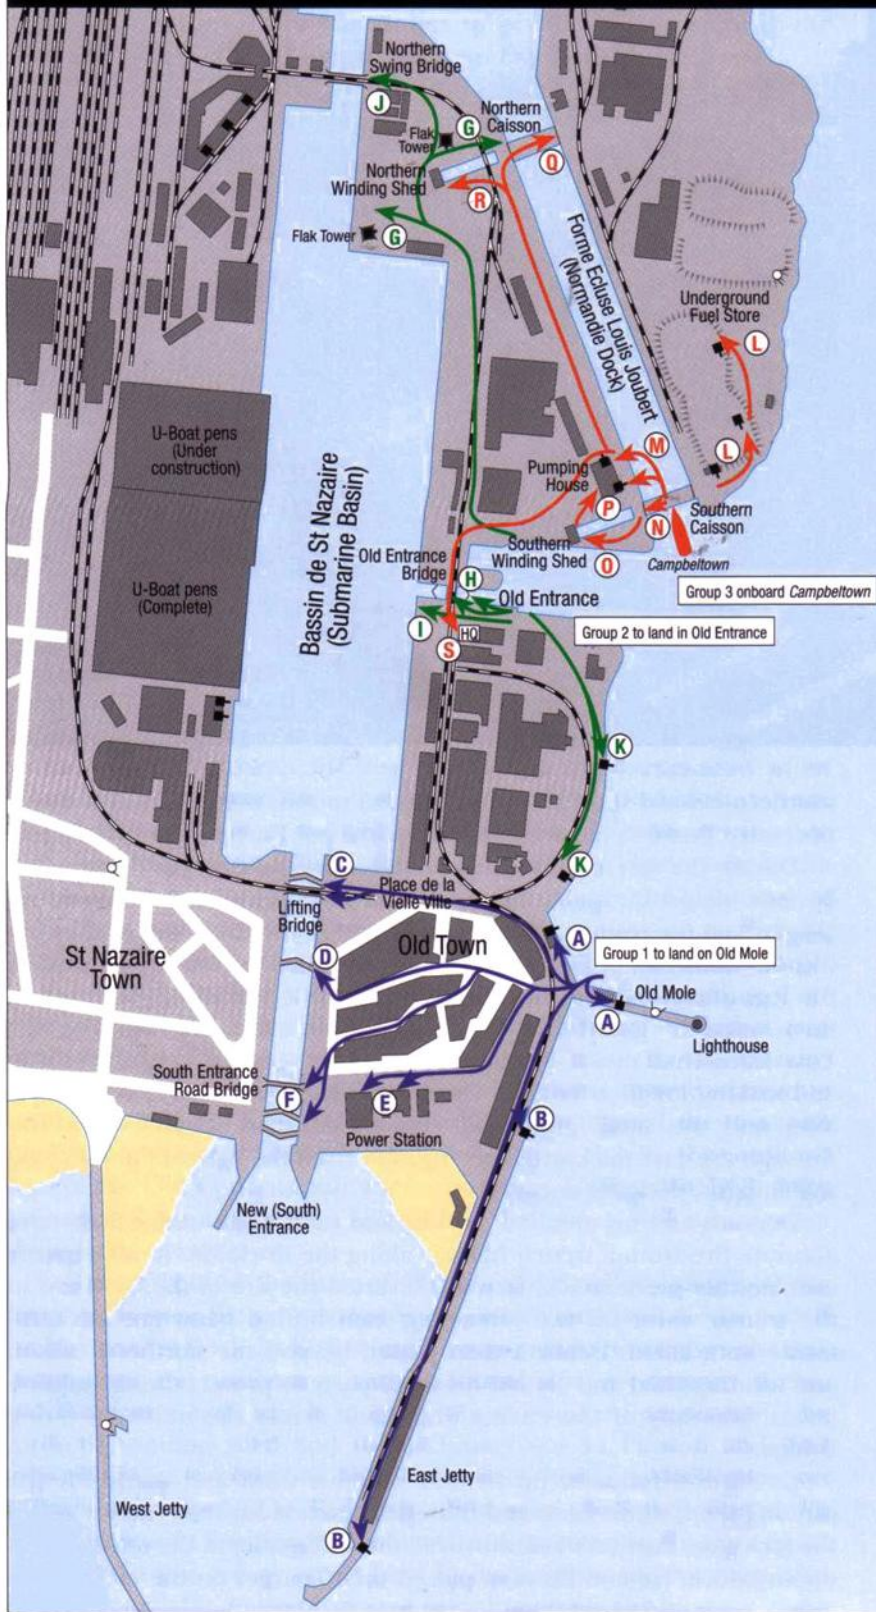 Northern
Swing Bridge
J
Northern
Caisson
Flak
Tower
G
Q
Northern
Winding Shed
R
Flak Tower
G
Forme Ecluse Louis Joubert
(Normandie Dock)
Underground
Fuel Store
L
U-Boat pens
(Under
construction)
M
L
Pumping
House
P
Bassin de St Nazaire
(Submarine Basin)
N
Southern
Caisson
Southern
Winding Shed
O
Campbeltown
Old Entrance
Bridge
H
Group 3 onboard Campbeltown
U-Boat pens
(Complete)
Old Entrance
I
HQ
S
Group 2 to land in Old Entrance
K
K
C
Place de la
Vielle Ville
Lifting
Bridge
St Nazaire
Town
D
Old Town
A
Group 1 to land on Old Mole
Old Mole
A
Lighthouse
South Entrance
Road Bridge
F
E
B
Power Station
New (South)
Entrance
East Jetty
West Jetty
B